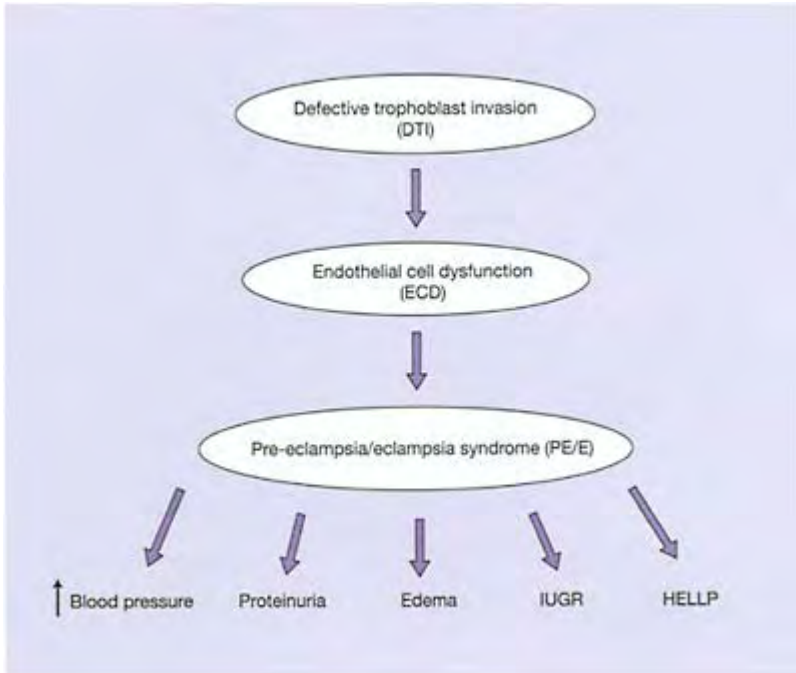 Defective trophoblast invasion
(DTI)
Endothelial cell dysfunction
(ECD)
Pre-eclampsia/eclampsia syndrome (PE/E)
Blood pressure
Proteinuria
Edema
IUGR
HELLP